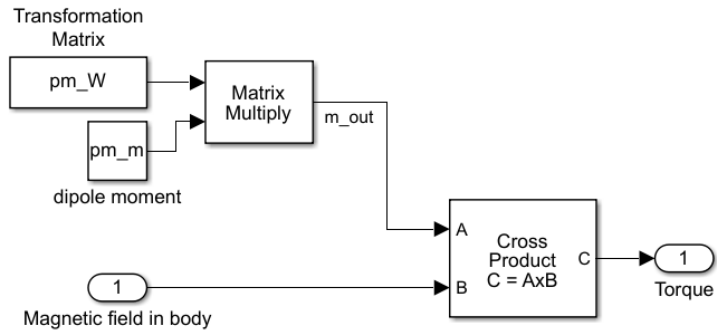 Transformation
Matrix
pm_W
Matrix
Multiply
m_out
pm_m
dipole moment
A
Cross
Product
C = AxB
C
B
1
Torque
1
Magnetic field in body